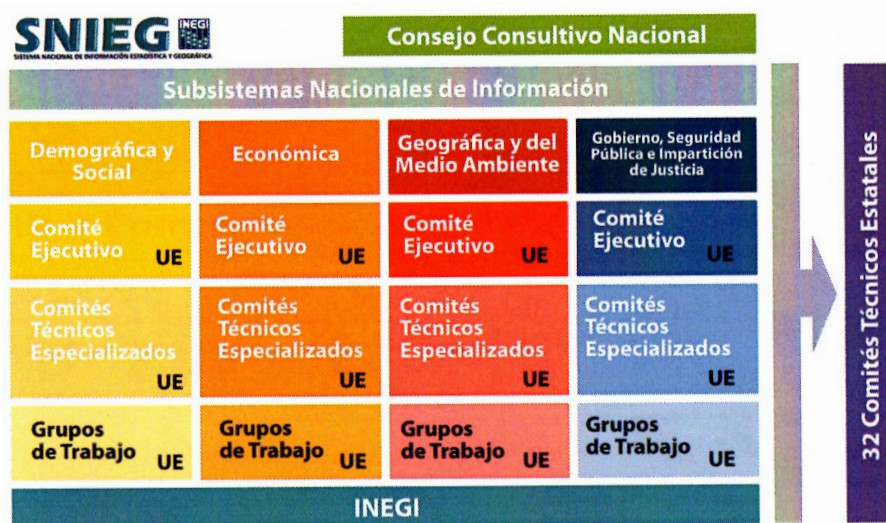 SNIEG INEGI
SISTEMA NACIONAL DE INFORMACIÓN ESTADÍSTICA Y GEOGRÁFICA
Consejo Consultivo Nacional
Subsistemas Nacionales de Información
Demográfica y
Social
Económica
Geográfica y del
Medio Ambiente
Gobierno, Seguridad
Pública e Impartición
de Justicia
Comité
Ejecutivo UE
Comité
Ejecutivo UE
Comité
Ejecutivo UE
Comité
Ejecutivo UE
Comités
Técnicos
Especializados
UE
Comités
Técnicos
Especializados
UE
Comités
Técnicos
Especializados
UE
Comités
Técnicos
Especializados
UE
Grupos
de Trabajo UE
Grupos
de Trabajo UE
Grupos
de Trabajo UE
Grupos
de Trabajo UE
INEGI
32 Comités Técnicos Estatales